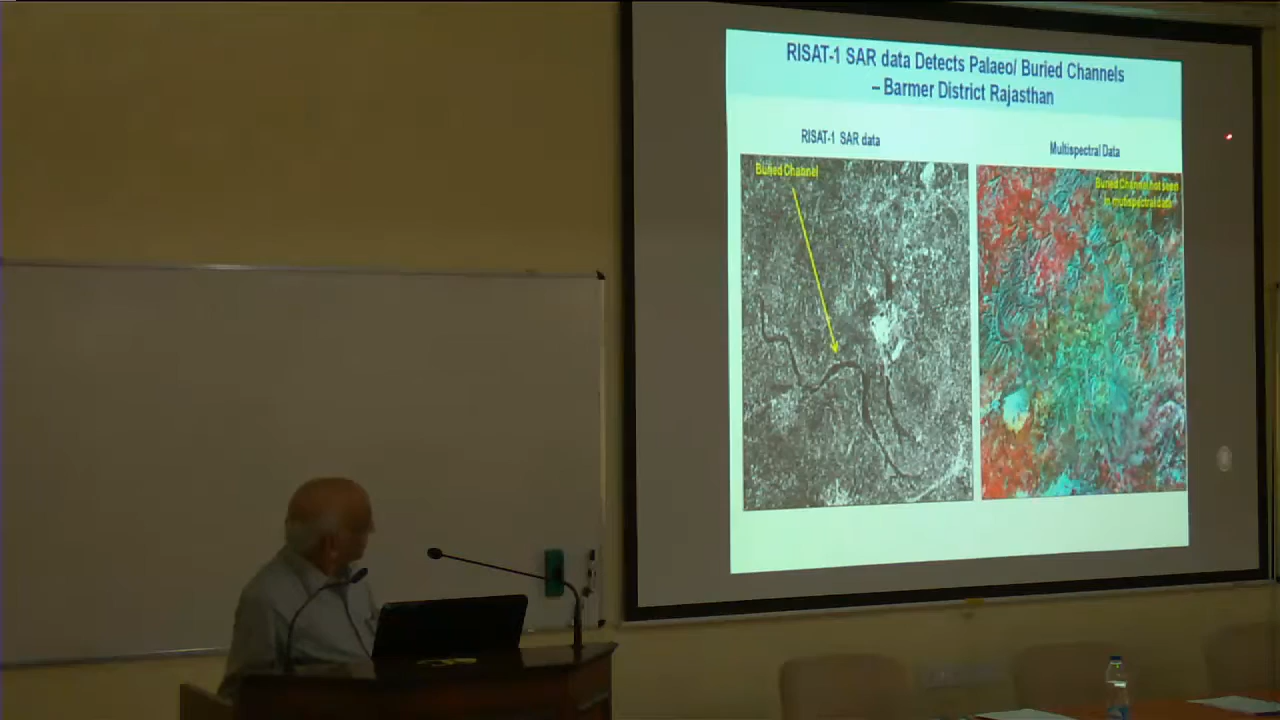 RISAT-1 SAR data Detects Palaeo/ Buried Channels
– Barmer District Rajasthan
RISAT-1 SAR data
Multispectral Data
Buried Channel
Buried Channel not seen
in multispectral data